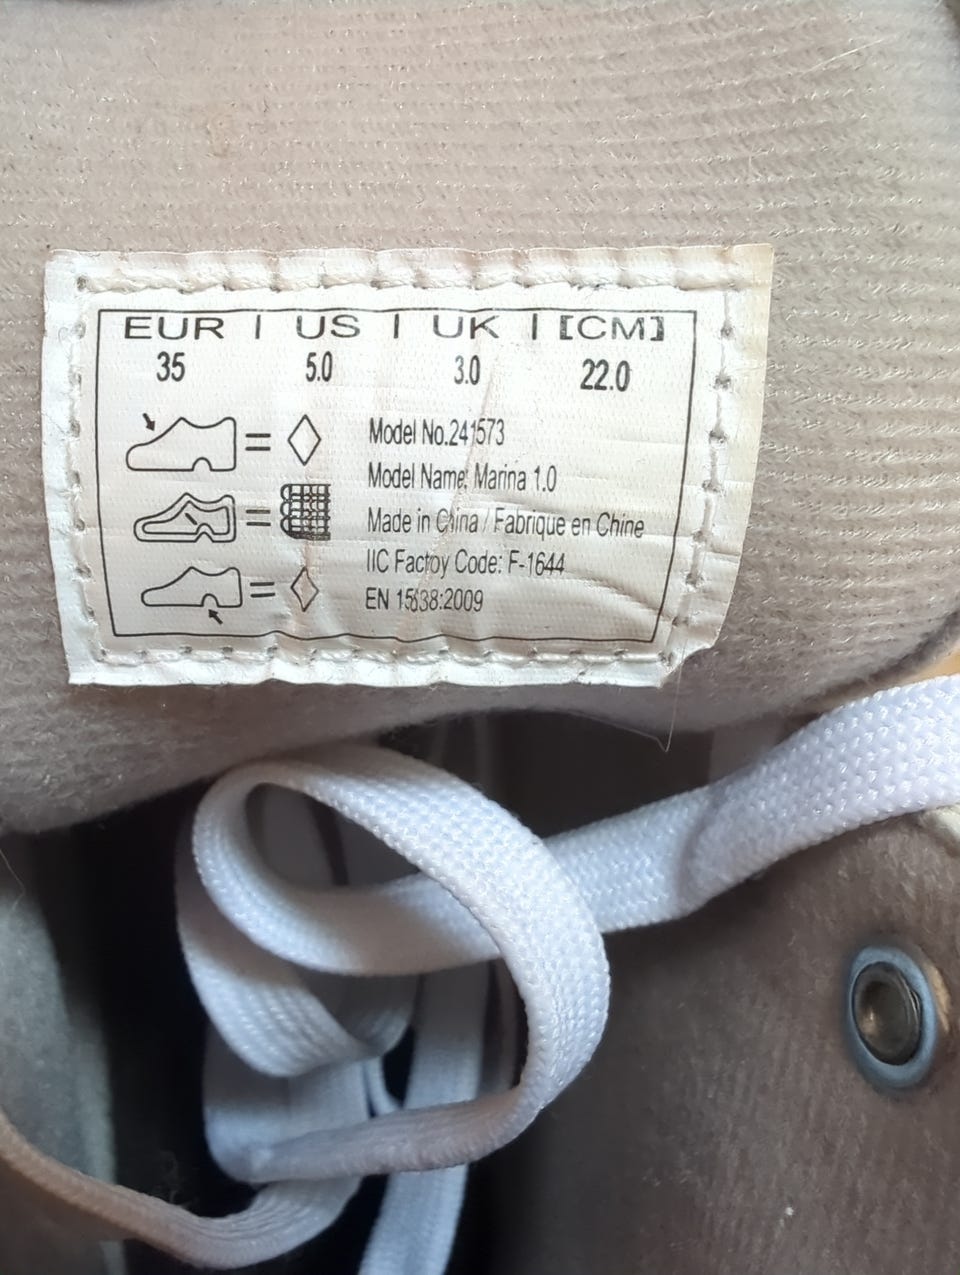 EUR | US | UK | [CM]
35 5.0 3.0 22.0
Model No.241573
Model Name: Marina 1.0
Made in China / Fabrique en Chine
IIC Factoy Code: F-1644
EN 15638:2009